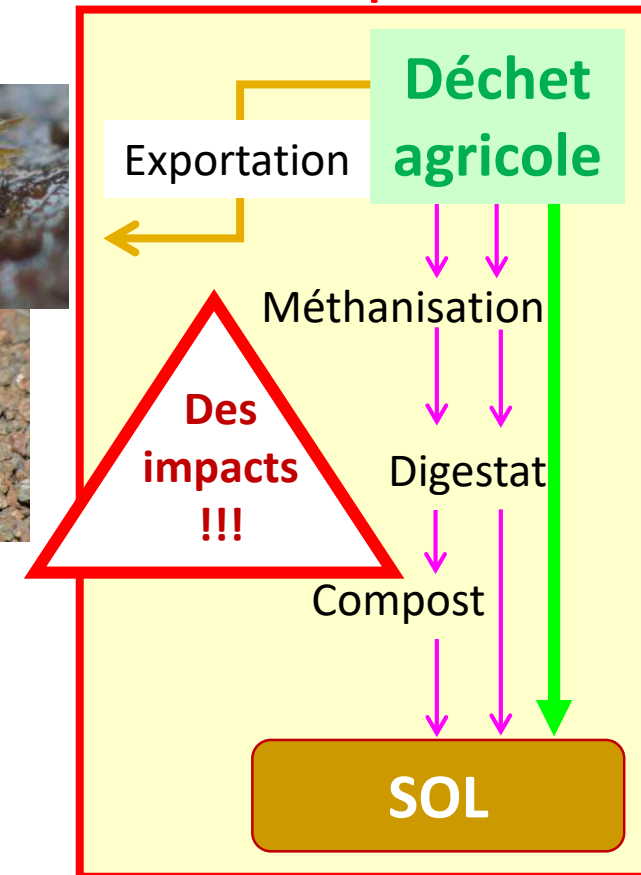 Déchet
agricole
Exportation
Méthanisation
Des
impacts
!!!
Digestat
Compost
SOL